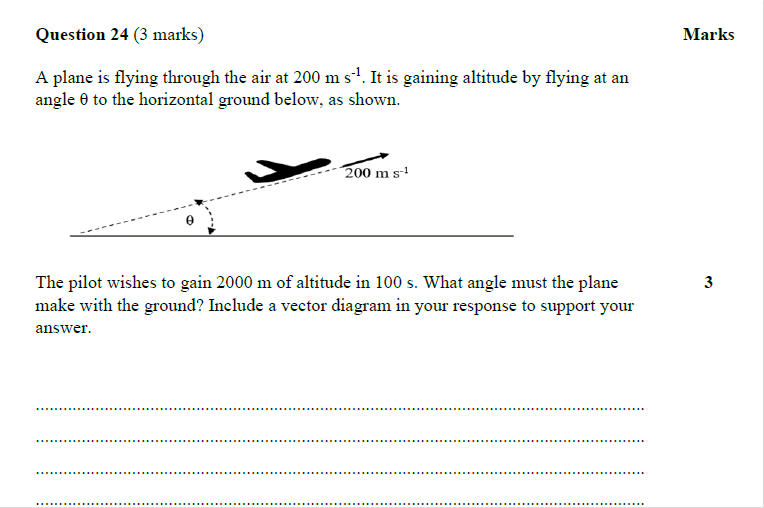 Question 24 (3 marks) Marks
A plane is flying through the air at 200 m s⁻¹. It is gaining altitude by flying at an
angle θ to the horizontal ground below, as shown.
200 m s⁻¹
θ
The pilot wishes to gain 2000 m of altitude in 100 s. What angle must the plane 3
make with the ground? Include a vector diagram in your response to support your
answer.